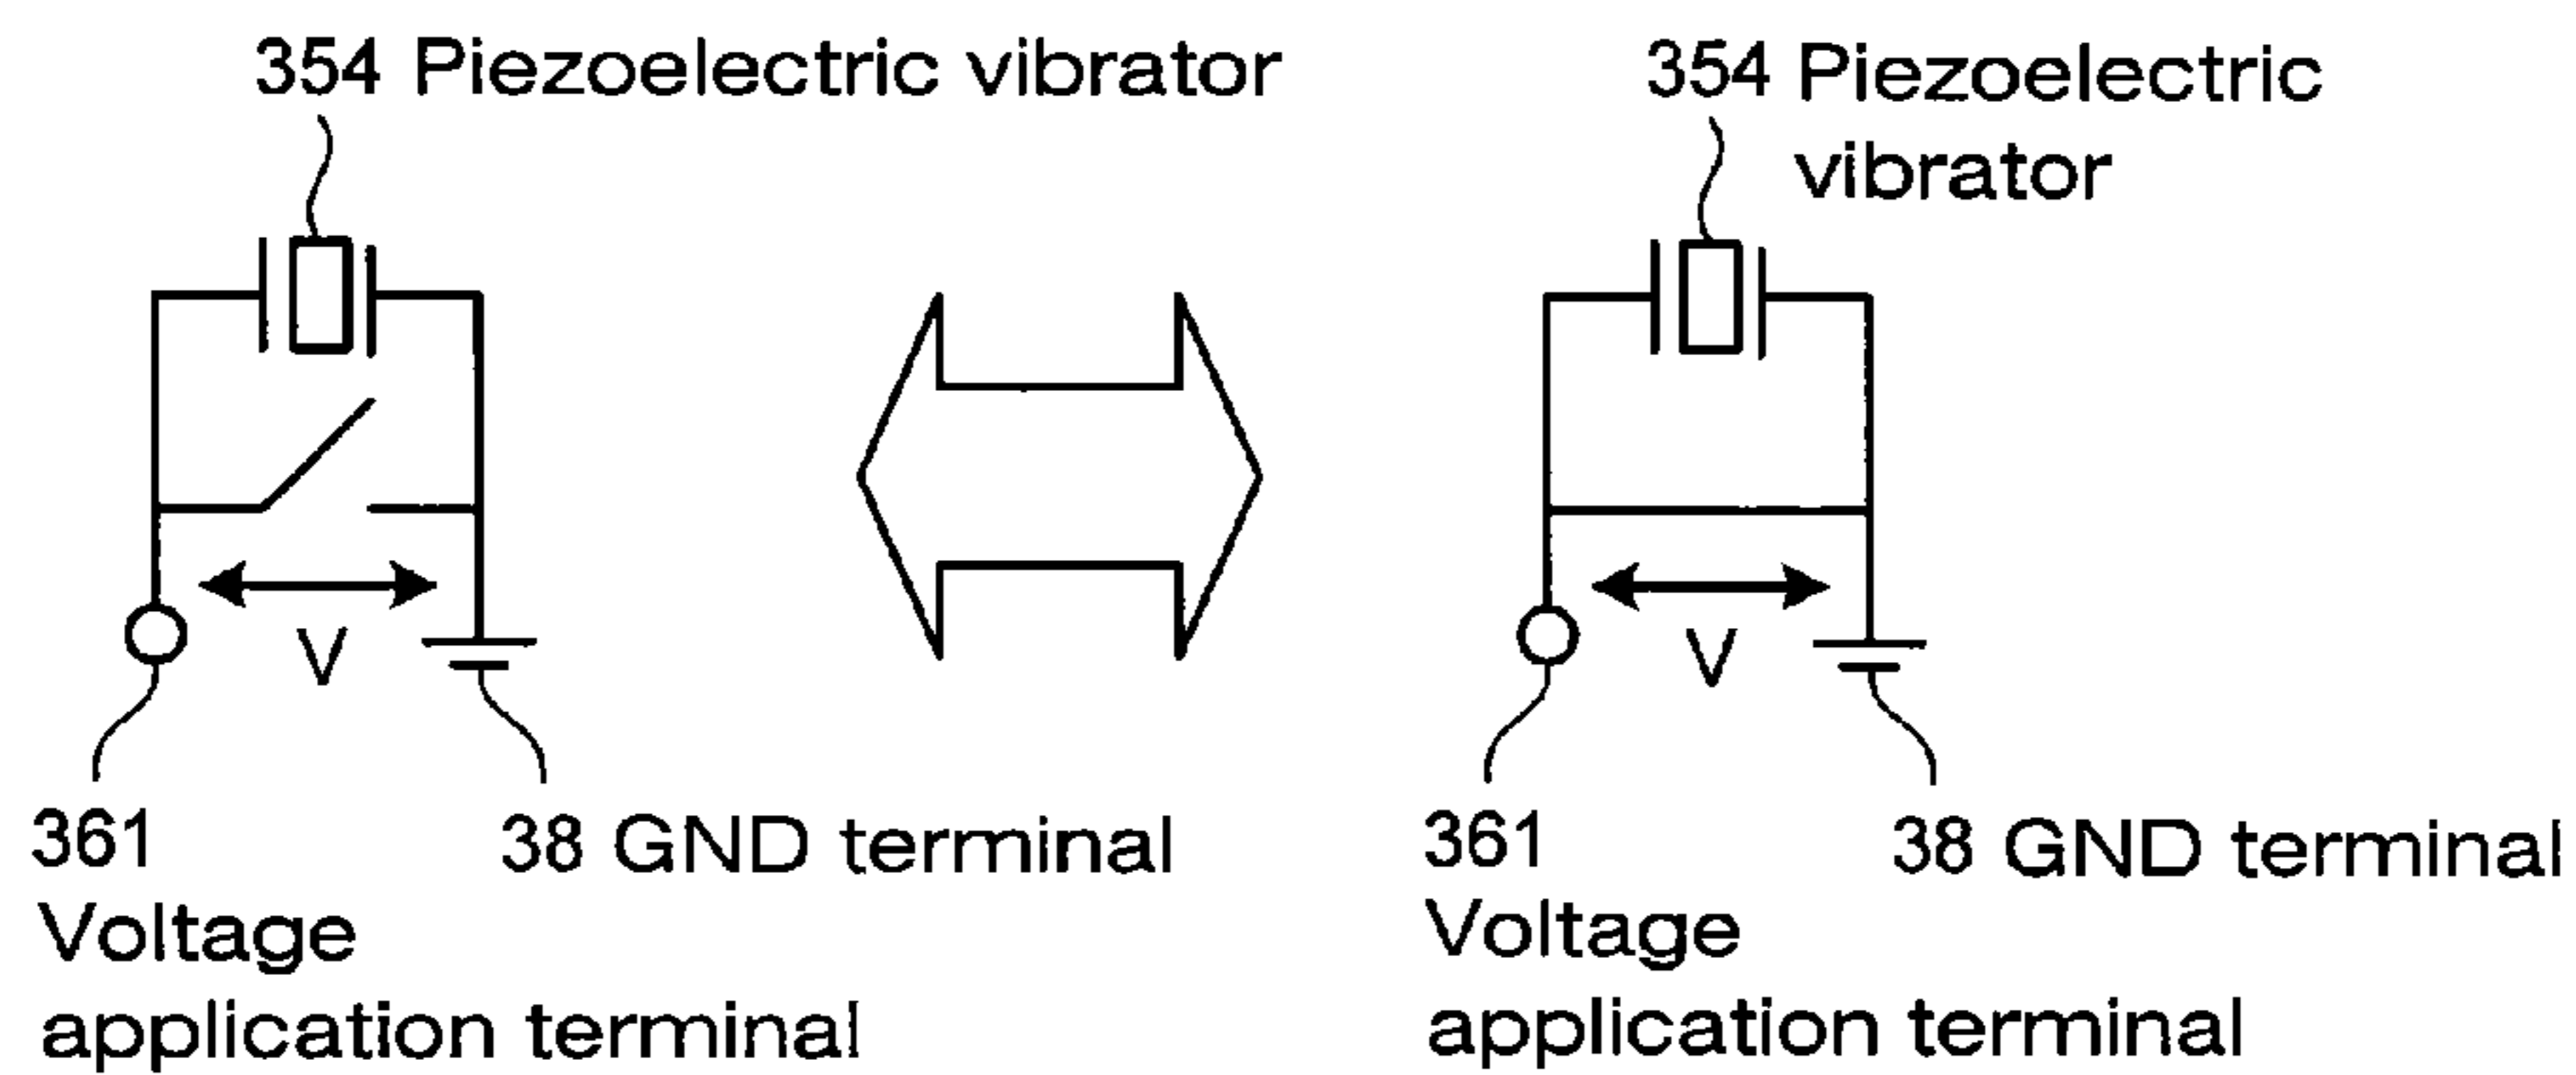 354 Piezoelectric vibrator
V
361
Voltage
application terminal
38 GND terminal
354 Piezoelectric
vibrator
V
361
Voltage
application terminal
38 GND terminal